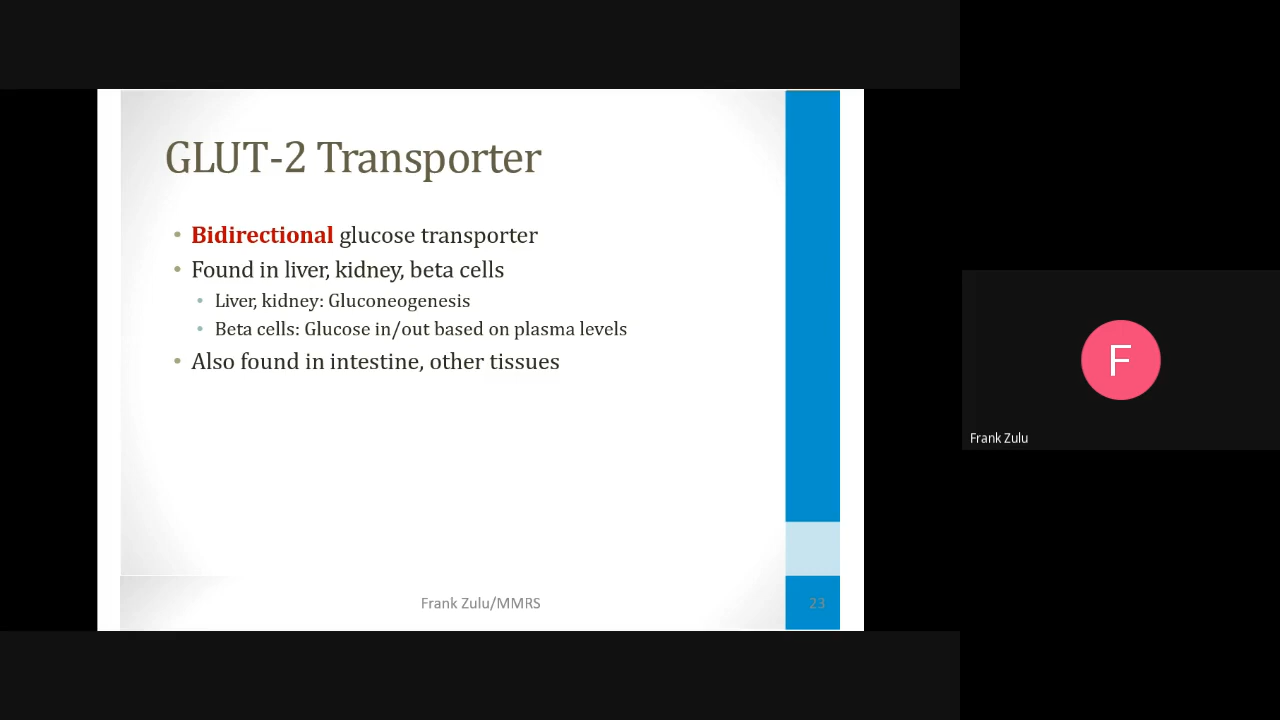 GLUT-2 Transporter
• Bidirectional glucose transporter
• Found in liver, kidney, beta cells
• Liver, kidney: Gluconeogenesis
• Beta cells: Glucose in/out based on plasma levels
• Also found in intestine, other tissues
Frank Zulu/MMRS
23
F
Frank Zulu